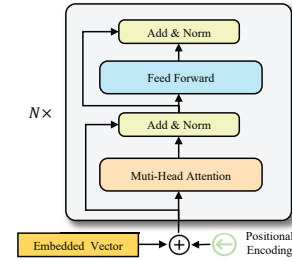 Add & Norm
Feed Forward
N×
Add & Norm
Muti-Head Attention
Embedded Vector
Positional
Encoding